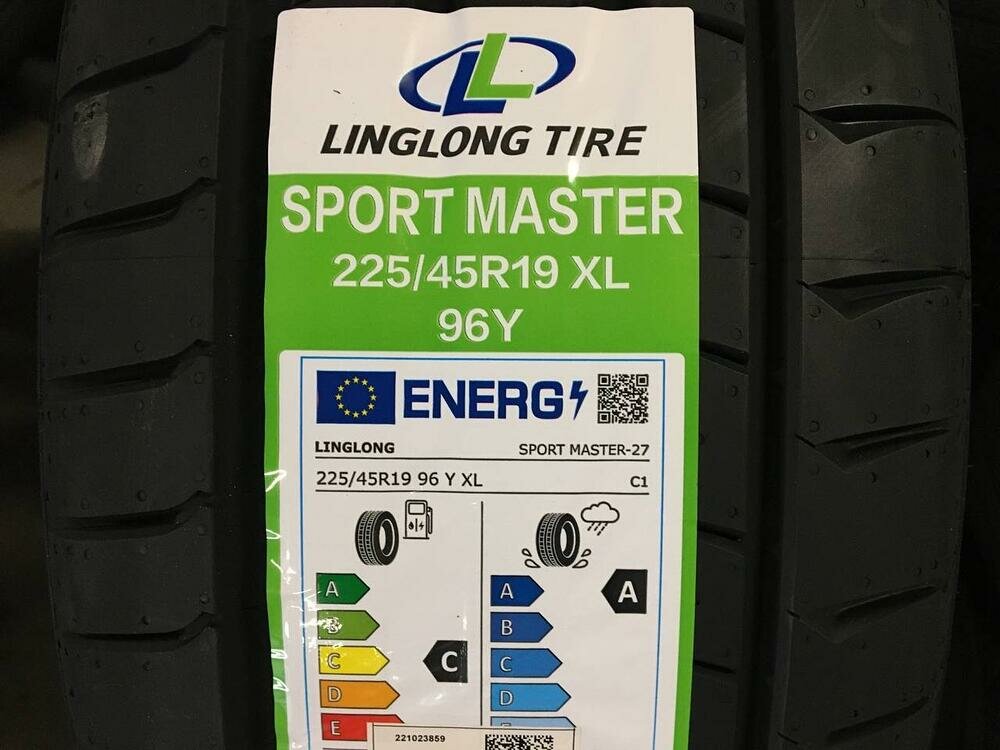 LINGLONG TIRE
SPORT MASTER
225/45R19 XL
96Y
ENERG
LINGLONG SPORT MASTER-27
225/45R19 96 Y XL C1
A A A
B B
C C C
D D
E
221023859